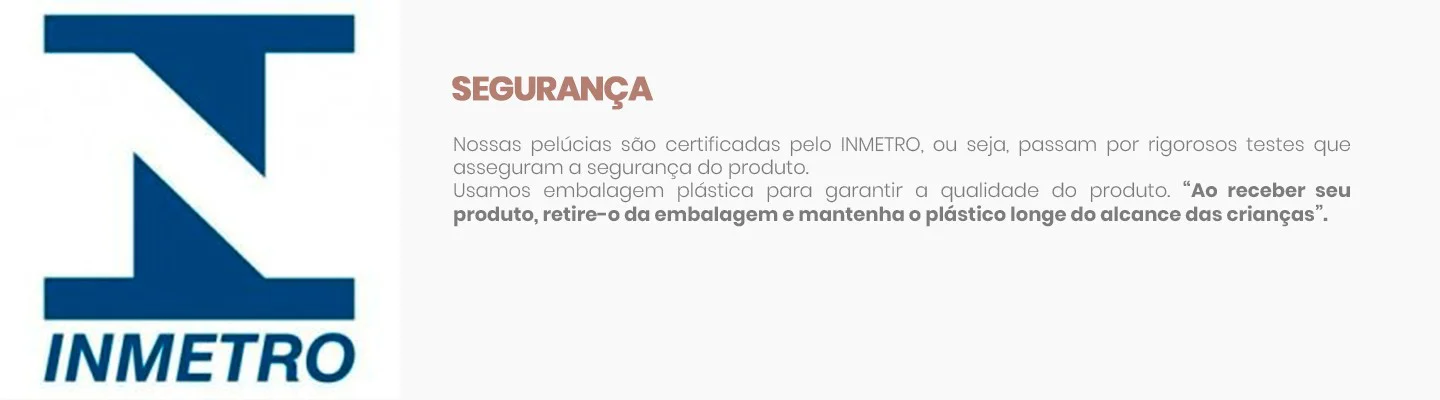 INMETRO
SEGURANÇA
Nossas pelúcias são certificadas pelo INMETRO, ou seja, passam por rigorosos testes que
asseguram a segurança do produto.
Usamos embalagem plástica para garantir a qualidade do produto. “Ao receber seu
produto, retire-o da embalagem e mantenha o plástico longe do alcance das crianças”.